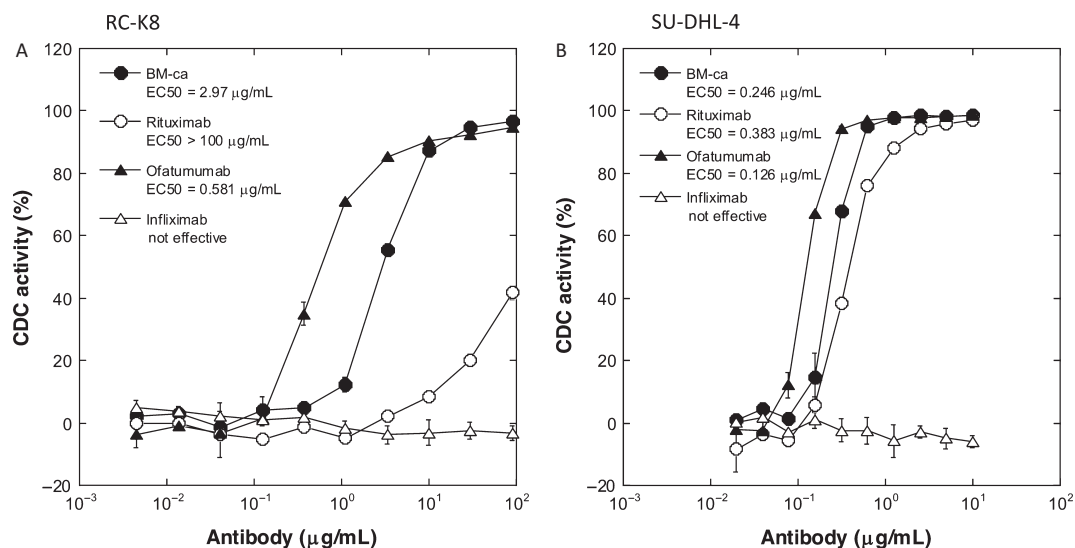 RC-K8
A
120
100
80
60
40
20
0
–20
CDC activity (%)
BM-ca
EC50 = 2.97 μg/mL
Rituximab
EC50 > 100 μg/mL
Ofatumumab
EC50 = 0.581 μg/mL
Infliximab
not effective
10⁻³ 10⁻² 10⁻¹ 10⁰ 10¹ 10²
Antibody (μg/mL)
SU-DHL-4
B
120
100
80
60
40
20
0
–20
CDC activity (%)
BM-ca
EC50 = 0.246 μg/mL
Rituximab
EC50 = 0.383 μg/mL
Ofatumumab
EC50 = 0.126 μg/mL
Infliximab
not effective
10⁻³ 10⁻² 10⁻¹ 10⁰ 10¹ 10²
Antibody (μg/mL)